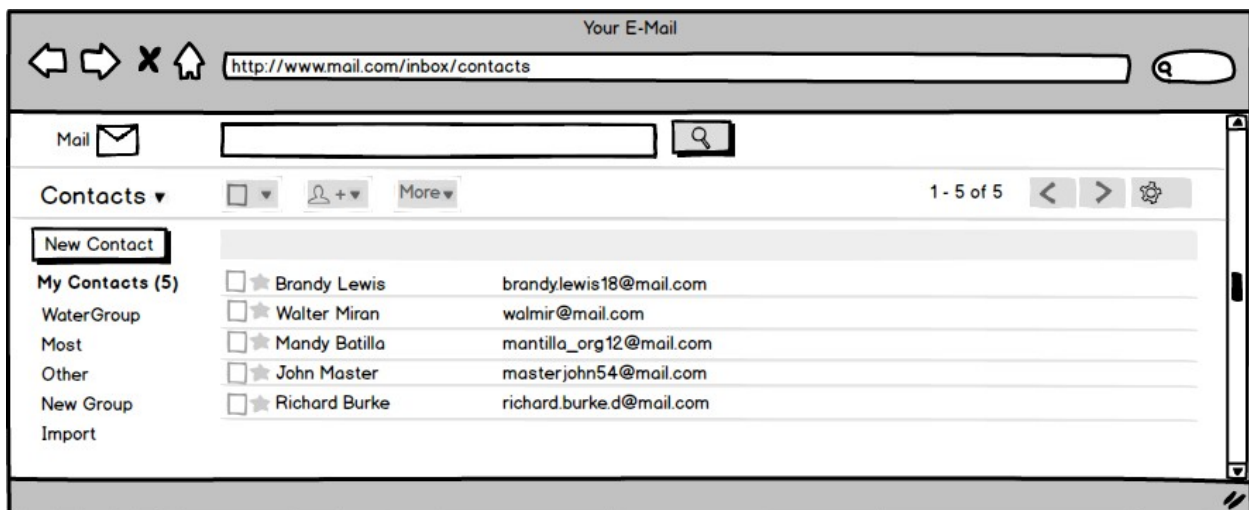 Your E-Mail
http://www.mail.com/inbox/contacts
Mail
Contacts More 1 - 5 of 5
New Contact
My Contacts (5) Brandy Lewis brandy.lewis18@mail.com
WaterGroup Walter Miran walmir@mail.com
Most Mandy Batilla mantilla_org12@mail.com
Other John Master masterjohn54@mail.com
New Group Richard Burke richard.burke.d@mail.com
Import